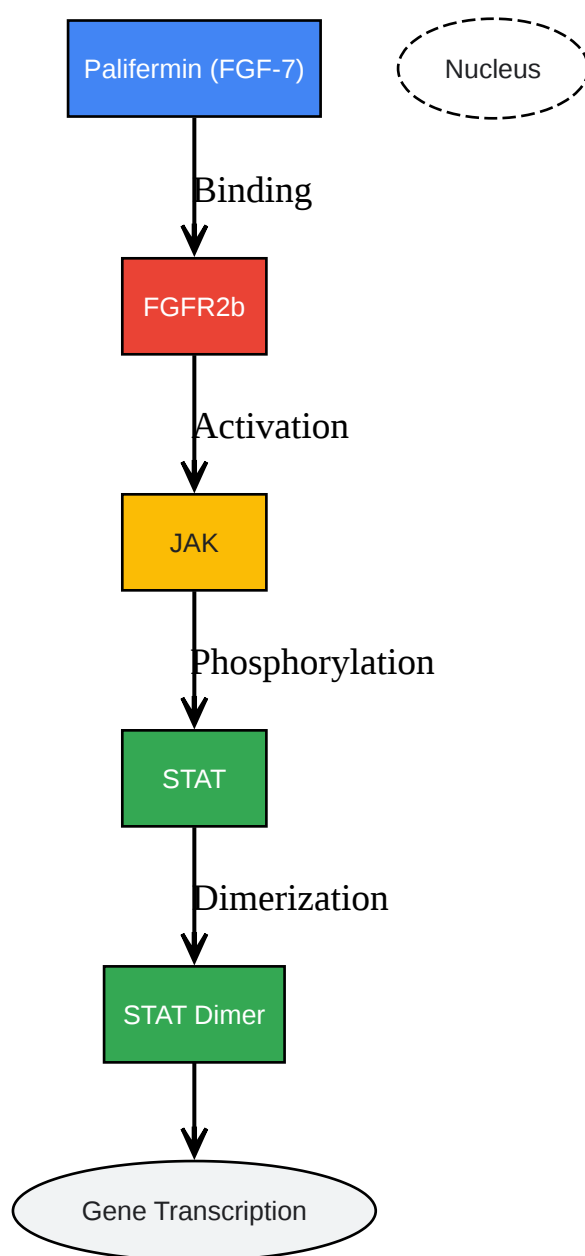 Palifermin (FGF-7)
Nucleus
Binding
FGFR2b
Activation
JAK
Phosphorylation
STAT
Dimerization
STAT Dimer
Gene Transcription